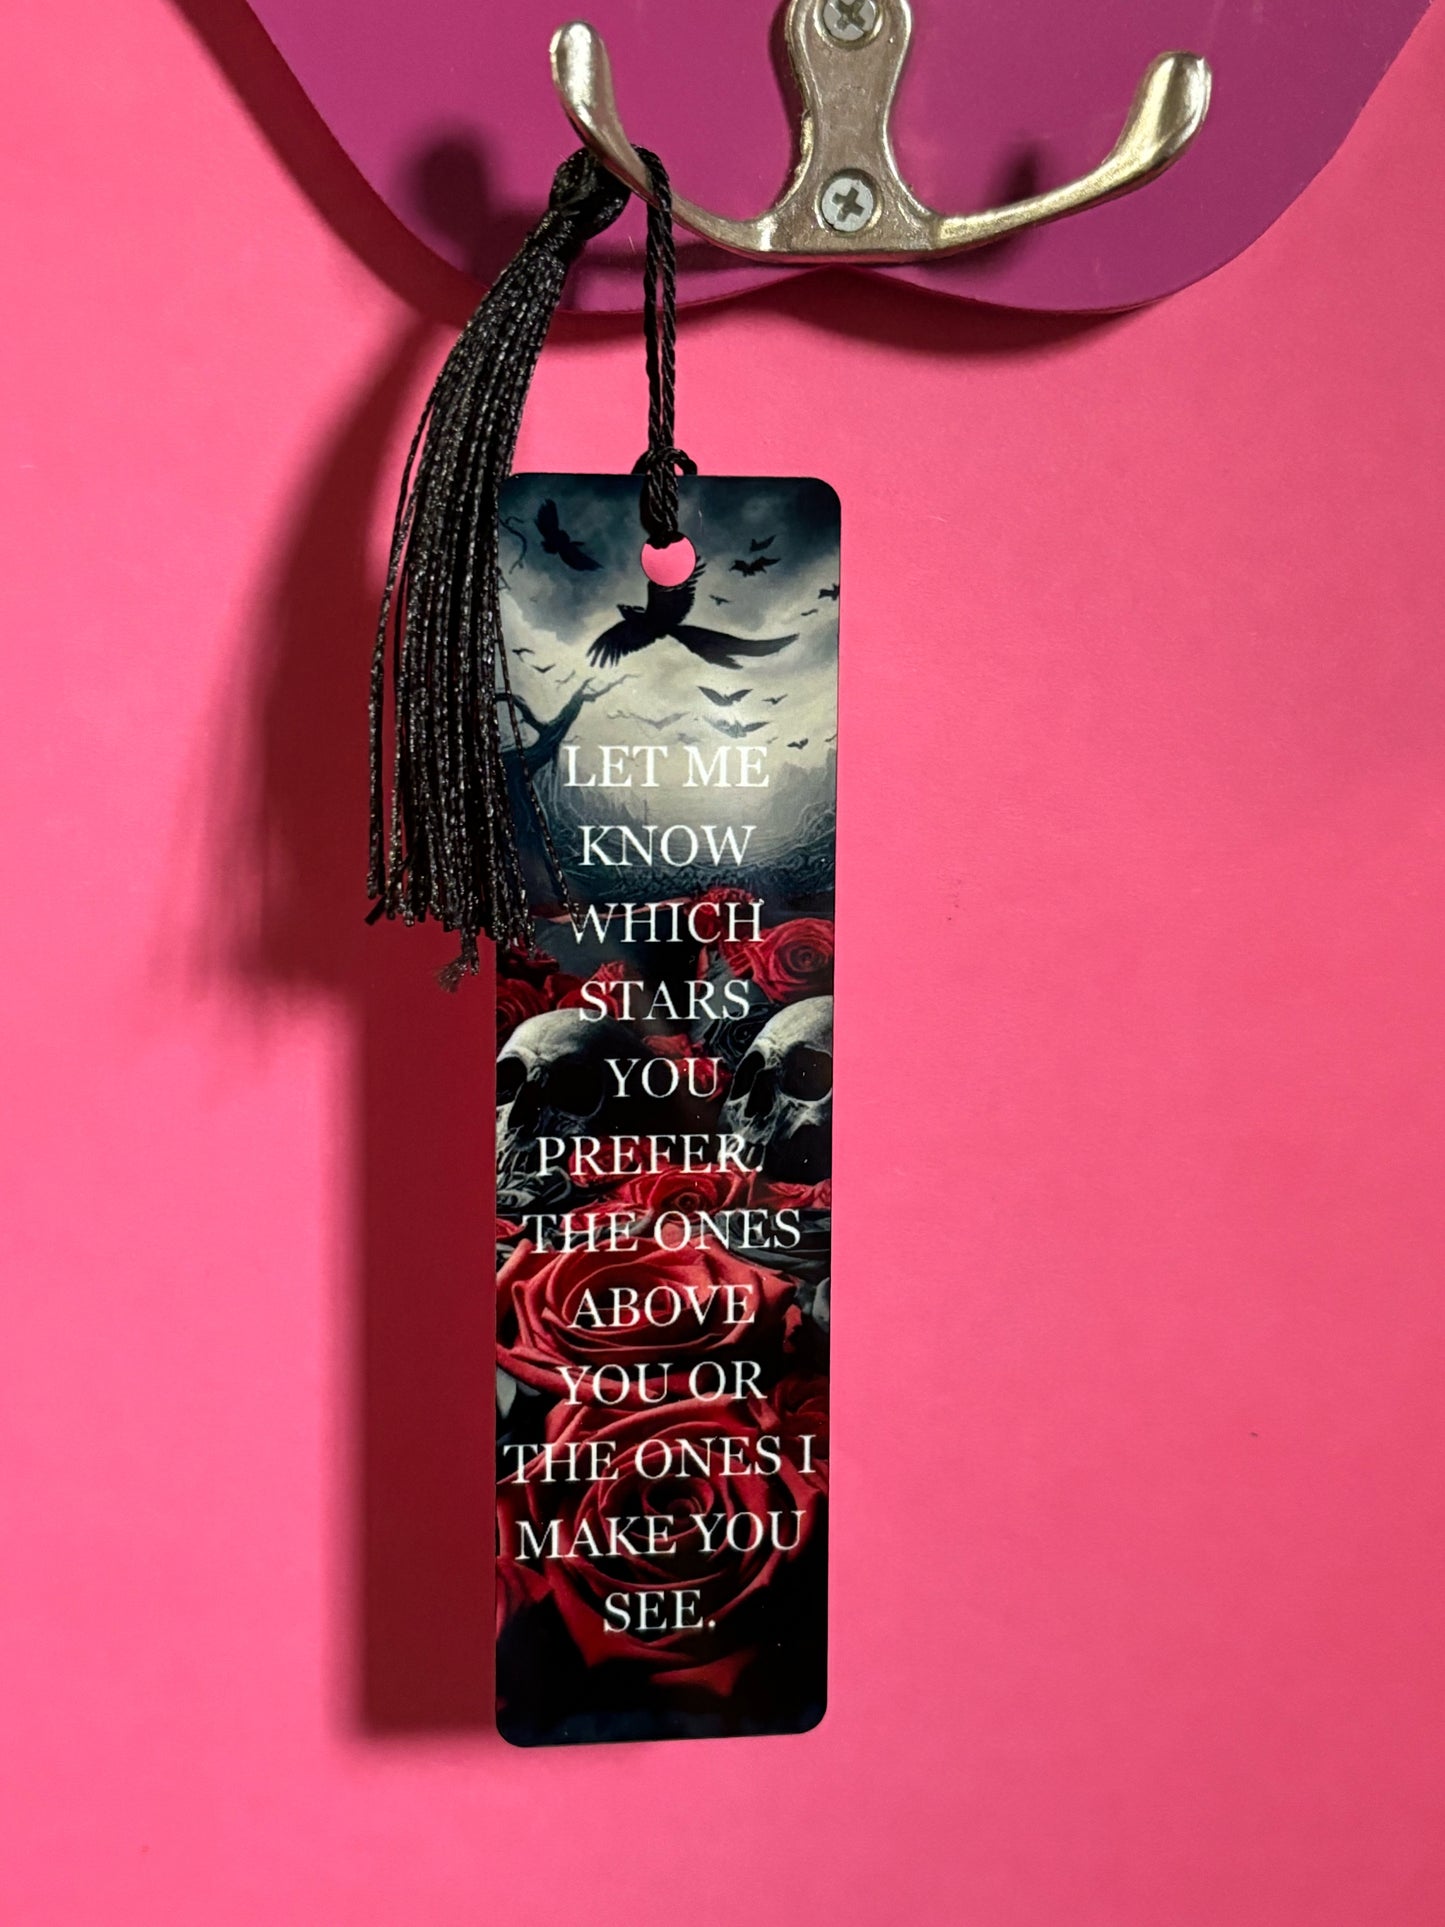 LET ME
KNOW
WHICH
STARS
YOU
PREFER.
THE ONES
ABOVE
YOU OR
THE ONES I
MAKE YOU
SEE.